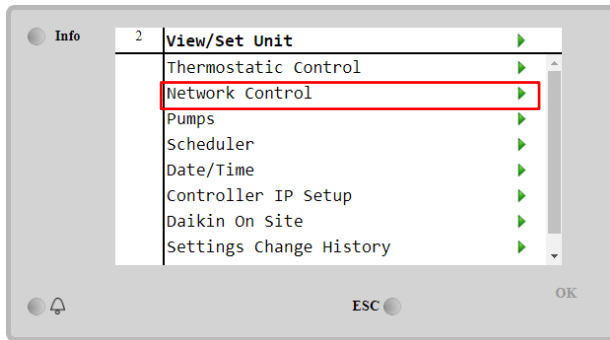 Info
2 View/Set Unit
Thermostatic Control
Network Control
Pumps
Scheduler
Date/Time
Controller IP Setup
Daikin On Site
Settings Change History
ESC
OK